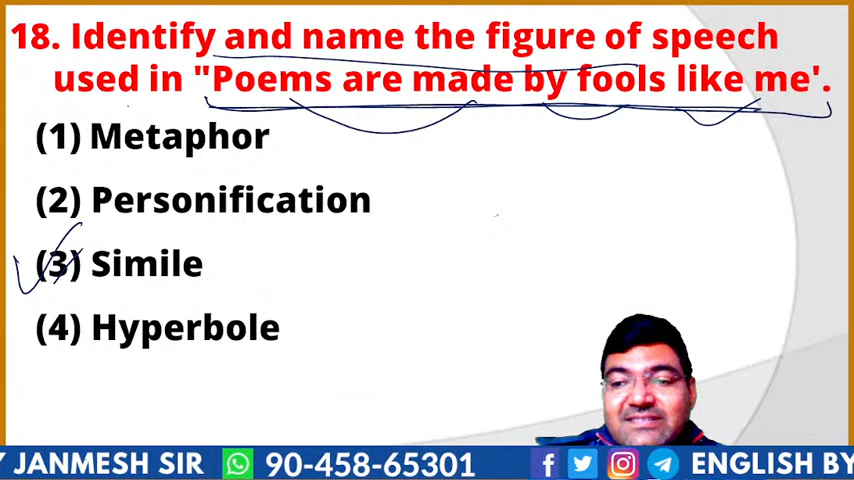 18. Identify and name the figure of speech
used in "Poems are made by fools like me'.
(1) Metaphor
(2) Personification
(3) Simile
(4) Hyperbole
Y JANMESH SIR 90-458-65301 ENGLISH BY